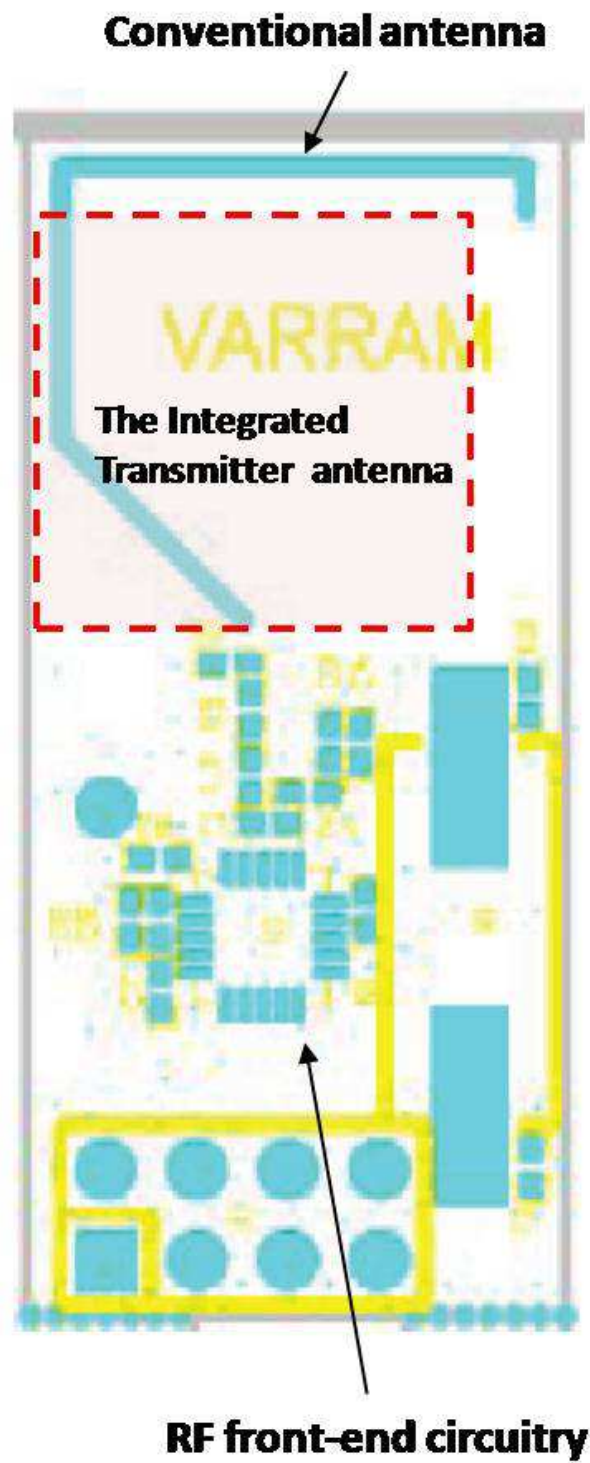 Conventional antenna
VARRAM
The Integrated
Transmitter antenna
RF front-end circuitry